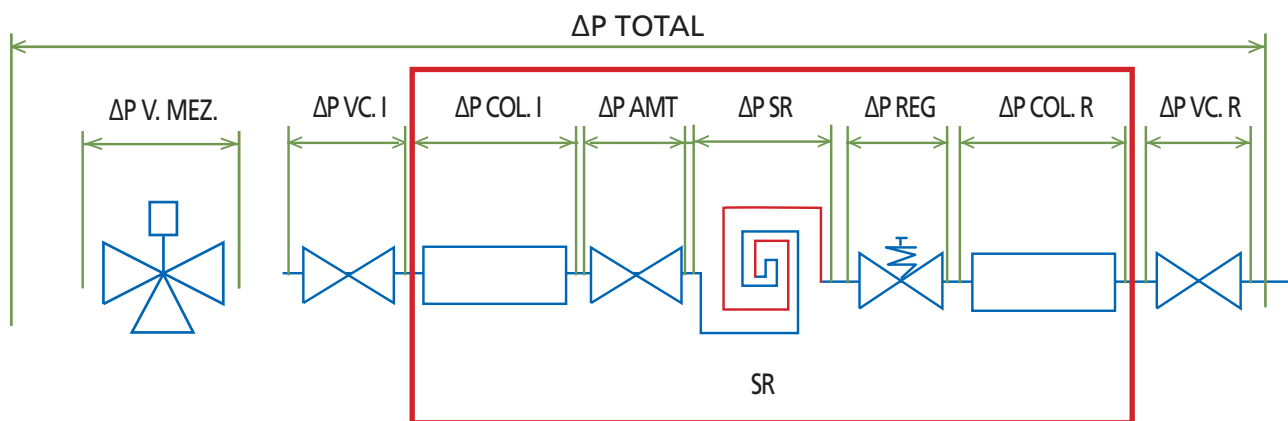 ΔP TOTAL
ΔP V. MEZ. ΔP VC. I ΔP COL. I ΔP AMT ΔP SR ΔP REG ΔP COL. R ΔP VC. R
SR